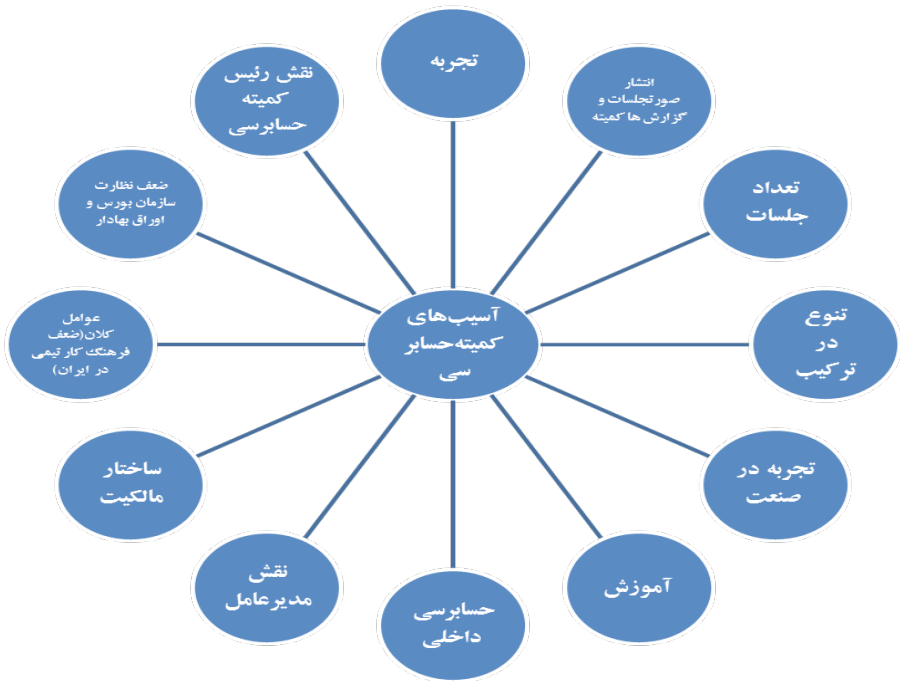 آسیب‌های
کمیته‌حسابر
سی
تجربه
انتشار
صورتجلسات و
گزارش ها کمیته
تعداد
جلسات
تنوع
در
ترکیب
تجربه در
صنعت
آموزش
حسابرسی
داخلی
نقش
مدیرعامل
ساختار
مالکیت
عوامل
کلان(ضعف
فرهنگ کار تیمی
در ایران)
ضعف نظارت
سازمان بورس و
اوراق بهادار
نقش رئیس
کمیته
حسابرسی